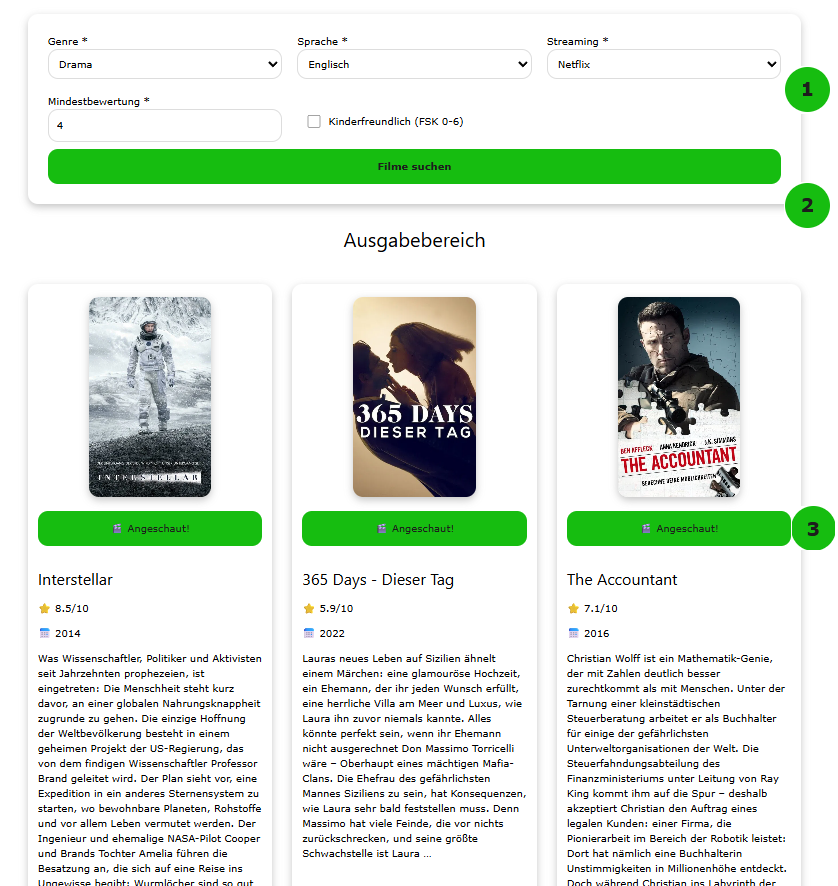 Genre * Sprache * Streaming *
Drama Englisch Netflix
1
Mindestbewertung *
4 Kinderfreundlich (FSK 0-6)
Filme suchen
2
Ausgabebereich
INTERSTELLAR
365 DAYS
DIESER TAG
BEN AFFLECK ANNA KENDRICK J.K. SIMMONS
THE ACCOUNTANT
Angeschaut! Angeschaut! Angeschaut!
3
Interstellar
8.5/10
2014
Was Wissenschaftler, Politiker und Aktivisten
seit Jahrzehnten prophezeien, ist
eingetreten: Die Menschheit steht kurz
davor, an einer globalen Nahrungsknappheit
zugrunde zu gehen. Die einzige Hoffnung
der Weltbevölkerung besteht in einem
geheimen Projekt der US-Regierung, das
von dem findigen Wissenschaftler Professor
Brand geleitet wird. Der Plan sieht vor, eine
Expedition in ein anderes Sternensystem zu
starten, wo bewohnbare Planeten, Rohstoffe
und vor allem Leben vermutet werden. Der
Ingenieur und ehemalige NASA-Pilot Cooper
und Brands Tochter Amelia führen die
Besatzung an, die sich auf eine Reise ins
Ungewisse begibt: Wurmlöcher sind so gut
365 Days - Dieser Tag
5.9/10
2022
Lauras neues Leben auf Sizilien ähnelt
einem Märchen: eine glamouröse Hochzeit,
ein Ehemann, der ihr jeden Wunsch erfüllt,
eine herrliche Villa am Meer und Luxus, wie
Laura ihn zuvor niemals kannte. Alles
könnte perfekt sein, wenn ihr Ehemann
nicht ausgerechnet Don Massimo Torricelli
wäre – Oberhaupt eines mächtigen Mafia-
Clans. Die Ehefrau des gefährlichsten
Mannes Siziliens zu sein, hat Konsequenzen,
wie Laura sehr bald feststellen muss. Denn
Massimo hat viele Feinde, die vor nichts
zurückschrecken, und seine größte
Schwachstelle ist Laura ...
The Accountant
7.1/10
2016
Christian Wolff ist ein Mathematik-Genie,
der mit Zahlen deutlich besser
zurechtkommt als mit Menschen. Unter der
Tarnung einer kleinstädtischen
Steuerberatung arbeitet er als Buchhalter
für einige der gefährlichsten
Unterweltorganisationen der Welt. Die
Steuerfahndungsabteilung des
Finanzministeriums unter Leitung von Ray
King kommt ihm auf die Spur – deshalb
akzeptiert Christian den Auftrag eines
legalen Kunden: einer Firma, die
Pionierarbeit im Bereich der Robotik leistet:
Dort hat nämlich eine Buchhalterin
Unstimmigkeiten in Millionenhöhe entdeckt.
Doch während Christian ins Labyrinth der